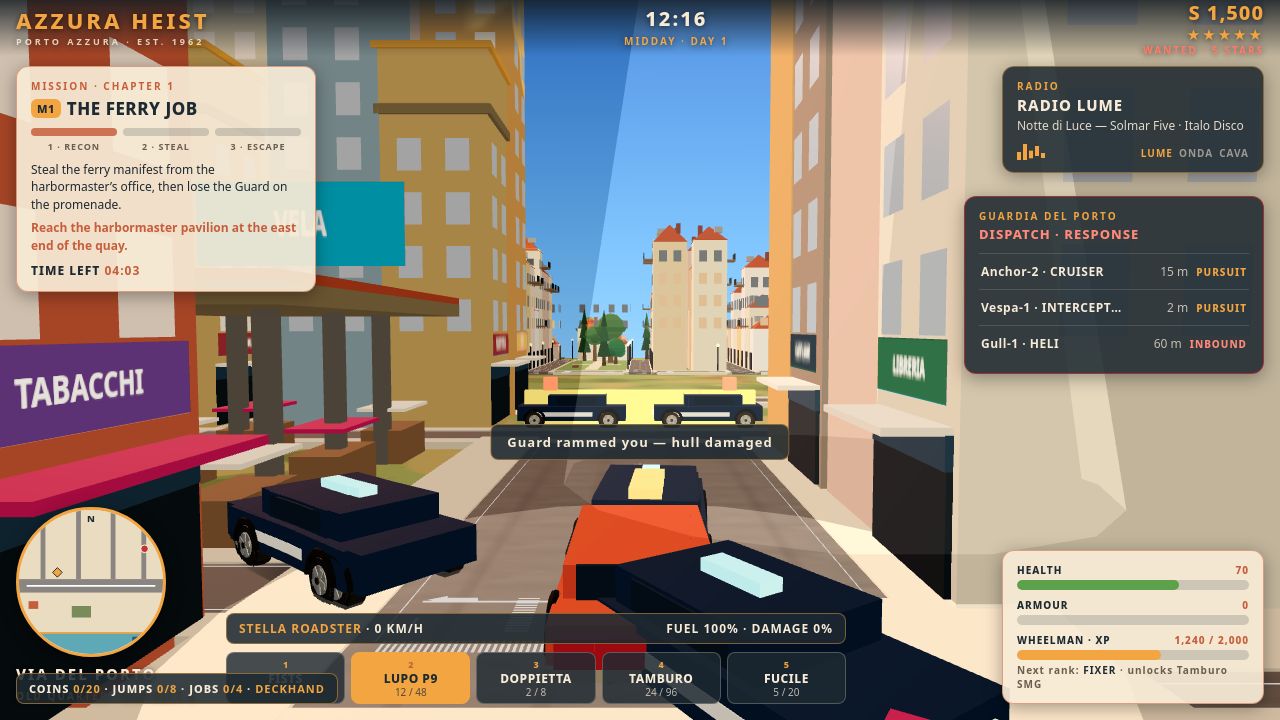 AZZURA HEIST
PORTO AZZURA · EST. 1962
12:16
MIDDAY · DAY 1
S 1,500
★★★★★
WANTED · 5 STARS
MISSION · CHAPTER 1
M1 THE FERRY JOB
1 · RECON 2 · STEAL 3 · ESCAPE
Steal the ferry manifest from the
harbormaster's office, then lose the Guard on
the promenade.
Reach the harbormaster pavilion at the east
end of the quay.
TIME LEFT 04:03
RADIO
RADIO LUME
Notte di Luce — Solmar Five · Italo Disco
LUME ONDA CAVA
GUARDIA DEL PORTO
DISPATCH · RESPONSE
Anchor-2 · CRUISER 15 m PURSUIT
Vespa-1 · INTERCEPT... 2 m PURSUIT
Gull-1 · HELI 60 m INBOUND
VELA
TABACCHI
LIBRERIA
Guard rammed you — hull damaged
N
VIA DEL PORTO
COINS 0/20 · JUMPS 0/8 · JOBS 0/4 · DECKHAND
STELLA ROADSTER · 0 KM/H FUEL 100% · DAMAGE 0%
1 FISTS
2 LUPO P9 12 / 48
3 DOPPIETTA 2 / 8
4 TAMBURO 24 / 96
5 FUCILE 5 / 20
HEALTH 70
ARMOUR 0
WHEELMAN · XP 1,240 / 2,000
Next rank: FIXER · unlocks Tamburo
SMG